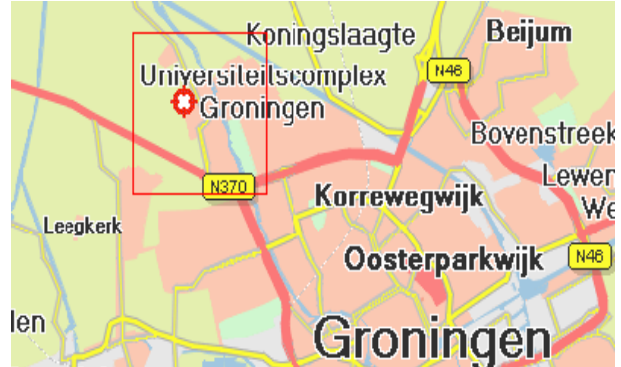 Koningslaagte
Beijum
N46
Universiteitscomplex
Groningen
Bovenstreek
Lewen
We
N370
Korrewegwijk
Leegkerk
Oosterparkwijk
N46
len
Groningen